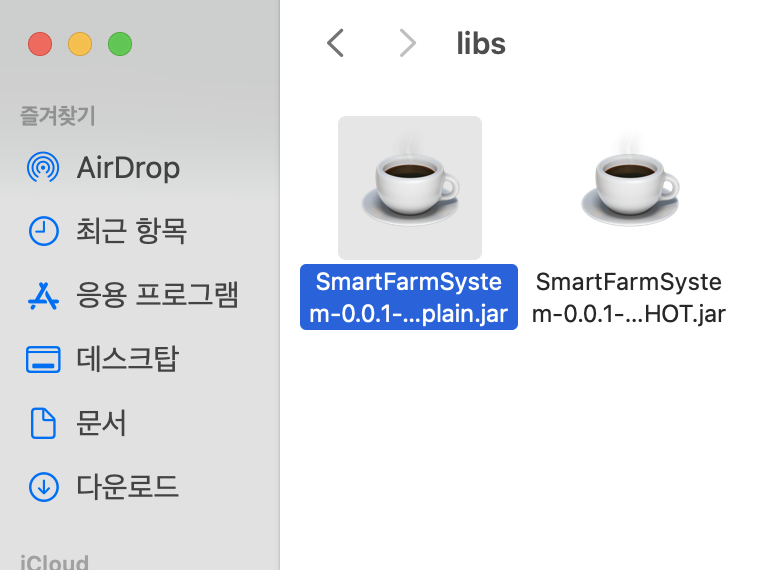 libs
즐겨찾기
AirDrop
최근 항목
응용 프로그램
데스크탑
문서
다운로드
iCloud
SmartFarmSyste
m-0.0.1-...plain.jar
SmartFarmSyste
m-0.0.1-...HOT.jar